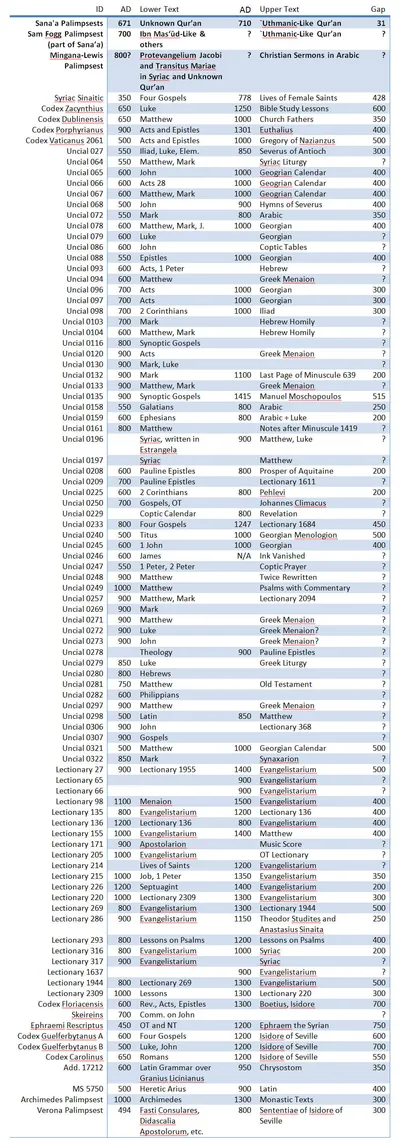 ID AD Lower Text AD Upper Text Gap
Sana'a Palimpsests 671 Unknown Qur'an 710 `Uthmanic-Like Qur'an 31
Sam Fogg Palimpsest 700 Ibn Mas'ūd-Like & ? `Uthmanic-Like Qur'an ?
(part of Sana'a) others
Mingana-Lewis 800? Protevangelium Jacobi ? Christian Sermons in Arabic ?
Palimpsest and Transitus Mariae
in Syriac and Unknown
Qur'an
Syriac Sinaitic 350 Four Gospels 778 Lives of Female Saints 428
Codex Zacynthius 650 Luke 1250 Bible Study Lessons 600
Codex Dublinensis 650 Matthew 1000 Church Fathers 350
Codex Porphyrianus 900 Acts and Epistles 1301 Euthalius 400
Codex Vaticanus 2061 500 Acts and Epistles 1000 Gregory of Nazianzus 500
Uncial 027 550 Iliad, Luke, Elem. 850 Severus of Antioch 300
Uncial 064 550 Matthew, Mark Syriac Liturgy ?
Uncial 065 600 John 1000 Geogrian Calendar 400
Uncial 066 600 Acts 28 1000 Geogrian Calendar 400
Uncial 067 600 Matthew, Mark 1000 Geogrian Calendar 400
Uncial 068 500 John 900 Hymns of Severus 400
Uncial 072 550 Mark 800 Arabic 350
Uncial 078 600 Matthew, Mark, J. 1000 Georgian 400
Uncial 079 600 Luke Georgian ?
Uncial 086 600 John Coptic Tables ?
Uncial 088 550 Epistles 1000 Georgian 400
Uncial 093 600 Acts, 1 Peter Hebrew ?
Uncial 094 600 Matthew Greek Menaion ?
Uncial 096 700 Acts 1000 Georgian 300
Uncial 097 700 Acts 1000 Georgian 300
Uncial 098 700 2 Corinthians 1000 Iliad 300
Uncial 0103 700 Mark Hebrew Homily ?
Uncial 0104 600 Matthew, Mark Hebrew Homily ?
Uncial 0116 800 Synoptic Gospels ?
Uncial 0120 900 Acts Greek Menaion ?
Uncial 0130 900 Mark, Luke ?
Uncial 0132 900 Mark 1100 Last Page of Minuscule 639 200
Uncial 0133 900 Matthew, Mark Greek Menaion ?
Uncial 0135 900 Synoptic Gospels 1415 Manuel Moschopoulos 515
Uncial 0158 550 Galatians 800 Arabic 250
Uncial 0159 600 Ephesians 800 Arabic + Luke 200
Uncial 0161 800 Matthew Notes after Minuscule 1419 ?
Uncial 0196 Syriac, written in 900 Matthew, Luke ?
Estrangela
Uncial 0197 Syriac Matthew ?
Uncial 0208 600 Pauline Epistles 800 Prosper of Aquitaine 200
Uncial 0209 700 Pauline Epistles Lectionary 1611 ?
Uncial 0225 600 2 Corinthians 800 Pehlevi 200
Uncial 0250 700 Gospels, OT Johannes Climacus ?
Uncial 0229 Coptic Calendar 800 Revelation ?
Uncial 0233 800 Four Gospels 1247 Lectionary 1684 450
Uncial 0240 500 Titus 1000 Georgian Menologion 500
Uncial 0245 600 1 John 1000 Georgian 400
Uncial 0246 600 James N/A Ink Vanished ?
Uncial 0247 550 1 Peter, 2 Peter Coptic Prayer ?
Uncial 0248 900 Matthew Twice Rewritten ?
Uncial 0249 1000 Matthew Psalms with Commentary ?
Uncial 0257 900 Matthew, Mark Lectionary 2094 ?
Uncial 0269 900 Mark ?
Uncial 0271 900 Matthew Greek Menaion ?
Uncial 0272 900 Luke Greek Menaion? ?
Uncial 0273 900 John Greek Menaion? ?
Uncial 0278 Theology 900 Pauline Epistles ?
Uncial 0279 850 Luke Greek Liturgy ?
Uncial 0280 800 Hebrews ?
Uncial 0281 750 Matthew Old Testament ?
Uncial 0282 600 Philippians ?
Uncial 0297 900 Matthew Greek Menaion ?
Uncial 0298 500 Latin 850 Matthew ?
Uncial 0306 900 John Lectionary 368 ?
Uncial 0307 900 Gospels ?
Uncial 0321 500 Matthew 1000 Georgian Calendar 500
Uncial 0322 850 Mark Synaxarion ?
Lectionary 27 900 Lectionary 1955 1400 Evangelistarium 500
Lectionary 65 900 Evangelistarium ?
Lectionary 66 900 Evangelistarium ?
Lectionary 98 1100 Menaion 1500 Evangelistarium 400
Lectionary 135 800 Evangelistarium 1200 Lectionary 136 400
Lectionary 136 1200 Lectionary 136 800 Evangelistarium 400
Lectionary 155 1000 Evangelistarium 1400 Matthew 400
Lectionary 171 900 Apostolarion Music Score ?
Lectionary 205 1000 Evangelistarium OT Lectionary ?
Lectionary 214 Lives of Saints 1200 Evangelistarium ?
Lectionary 215 1000 Job, 1 Peter 1350 Evangelistarium 350
Lectionary 226 1200 Septuagint 1400 Evangelistarium 200
Lectionary 220 1000 Lectionary 2309 1300 Evangelistarium 300
Lectionary 269 800 Evangelistarium 1300 Lectionary 1944 500
Lectionary 286 900 Evangelistarium 1150 Theodor Studites and 250
Anastasius Sinaita
Lectionary 293 800 Lessons on Psalms 1200 Lessons on Psalms 400
Lectionary 316 800 Evangelistarium 1000 Syriac 200
Lectionary 317 900 Evangelistarium Syriac ?
Lectionary 1637 900 Evangelistarium ?
Lectionary 1944 800 Lectionary 269 1300 Evangelistarium 500
Lectionary 2309 1000 Lessons 1300 Lectionary 220 300
Codex Floriacensis 600 Rev., Acts, Epistles 1300 Boetius, Isidore 700
Skeireins 700 Comm. on John ?
Ephraemi Rescriptus 450 OT and NT 1200 Ephraem the Syrian 750
Codex Guelferbytanus A 600 Four Gospels 1200 Isidore of Seville 600
Codex Guelferbytanus B 500 Luke, John 1200 Isidore of Seville 700
Codex Carolinus 650 Romans 1200 Isidore of Seville 550
Add. 17212 600 Latin Grammar over 950 Chrysostom 350
Granius Licinianus
MS 5750 500 Heretic Arius 900 Latin 400
Archimedes Palimpsest 1000 Archimedes 1300 Monastic Texts 300
Verona Palimpsest 494 Fasti Consulares, 800 Sententiae of Isidore of 300
Didascalia Seville
Apostolorum, etc.